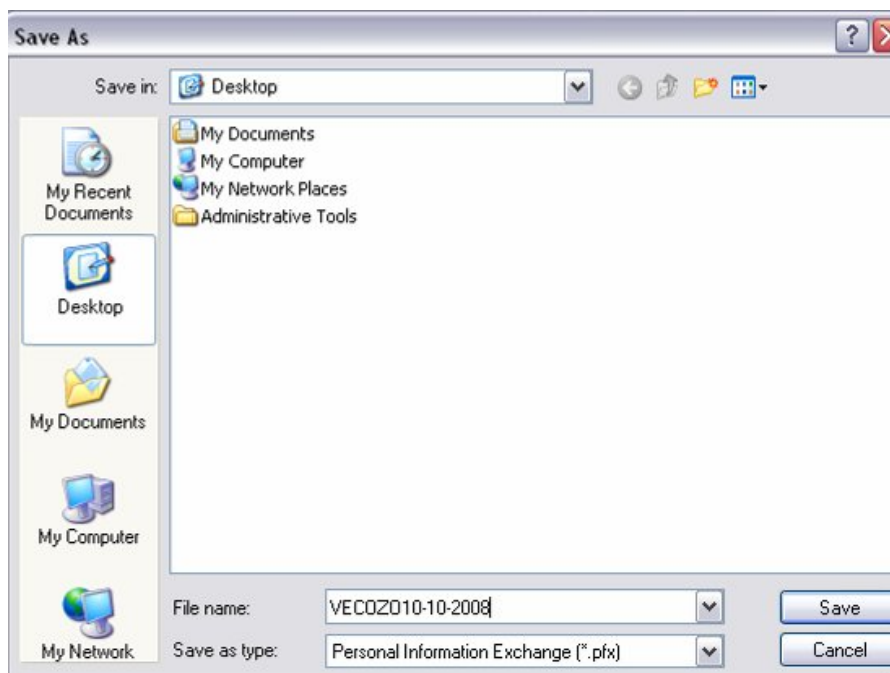 Save As
?
Save in: Desktop
My Documents
My Computer
My Network Places
Administrative Tools
My Recent
Documents
Desktop
My Documents
My Computer
My Network
File name: VECOZO10-10-2008 Save
Save as type: Personal Information Exchange (*.pfx) Cancel